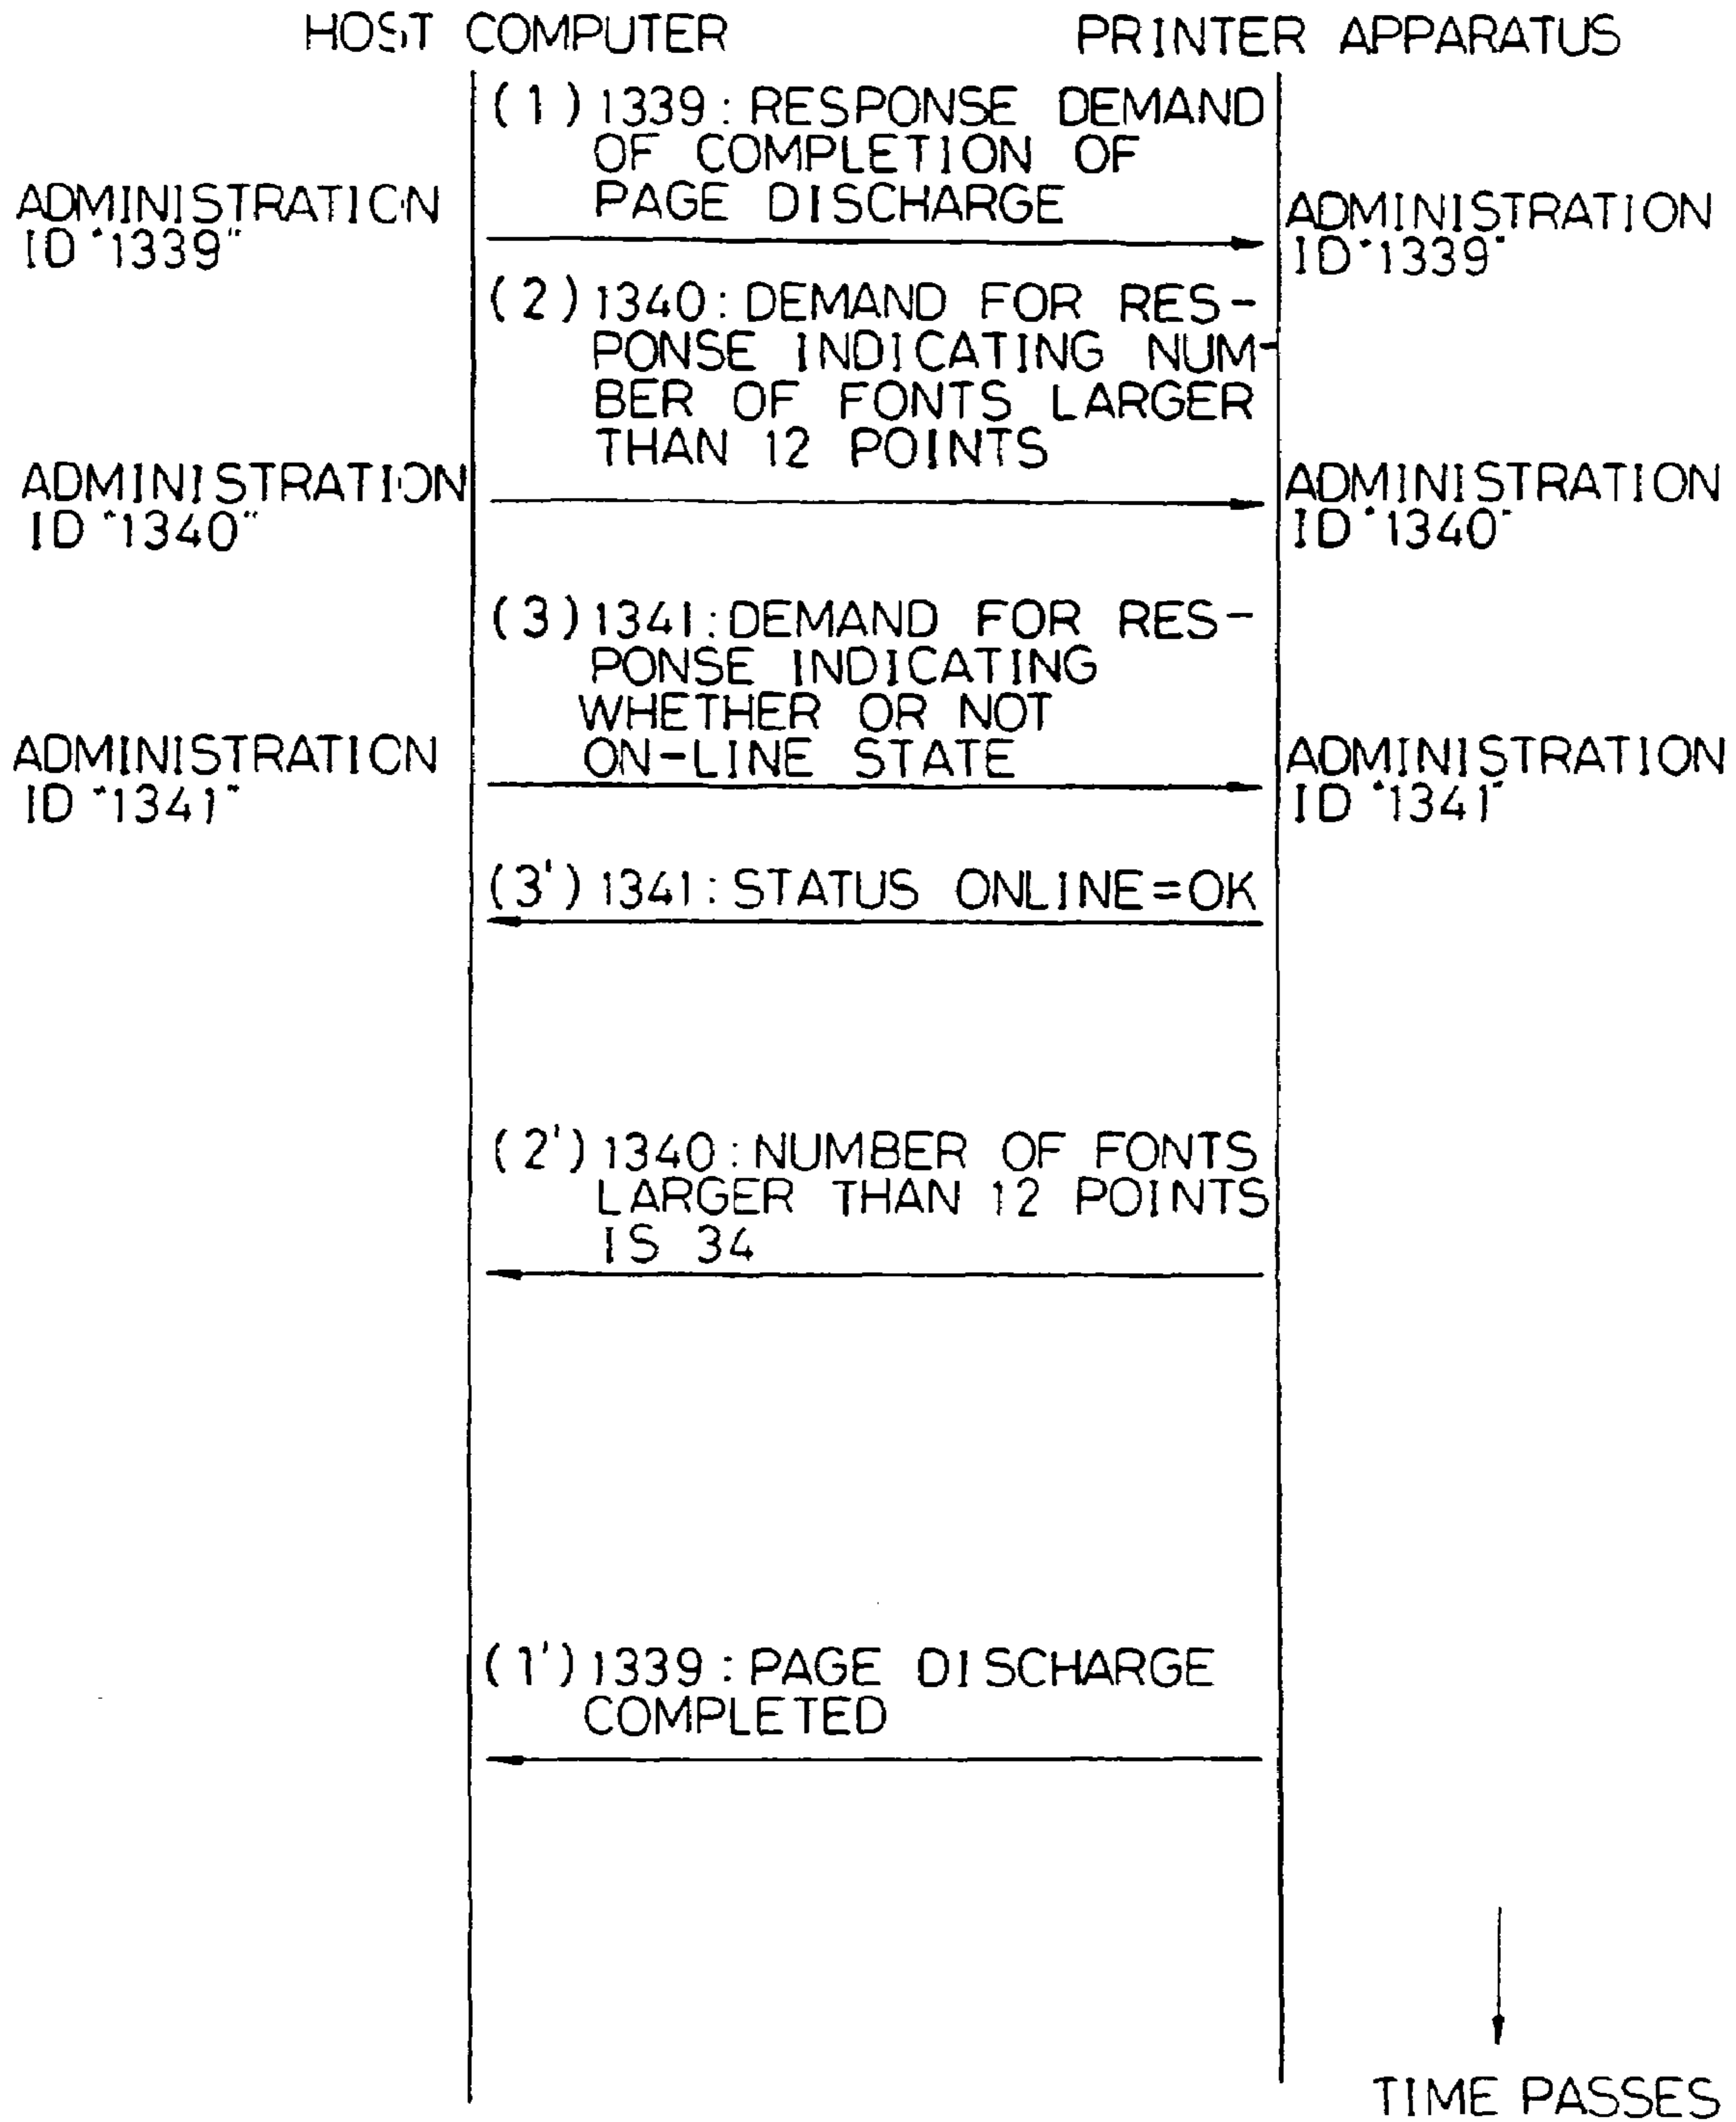 HOST COMPUTER
PRINTER APPARATUS
(1) 1339: RESPONSE DEMAND
OF COMPLETION OF
PAGE DISCHARGE
ADMINISTRATION
ID "1339"
ADMINISTRATION
ID "1339"
(2) 1340: DEMAND FOR RES-
PONSE INDICATING NUM-
BER OF FONTS LARGER
THAN 12 POINTS
ADMINISTRATION
ID "1340"
ADMINISTRATION
ID "1340"
(3) 1341: DEMAND FOR RES-
PONSE INDICATING
WHETHER OR NOT
ON-LINE STATE
ADMINISTRATION
ID "1341"
ADMINISTRATION
ID "1341"
(3') 1341: STATUS ONLINE=OK
(2') 1340: NUMBER OF FONTS
LARGER THAN 12 POINTS
IS 34
(1') 1339: PAGE DISCHARGE
COMPLETED
TIME PASSES